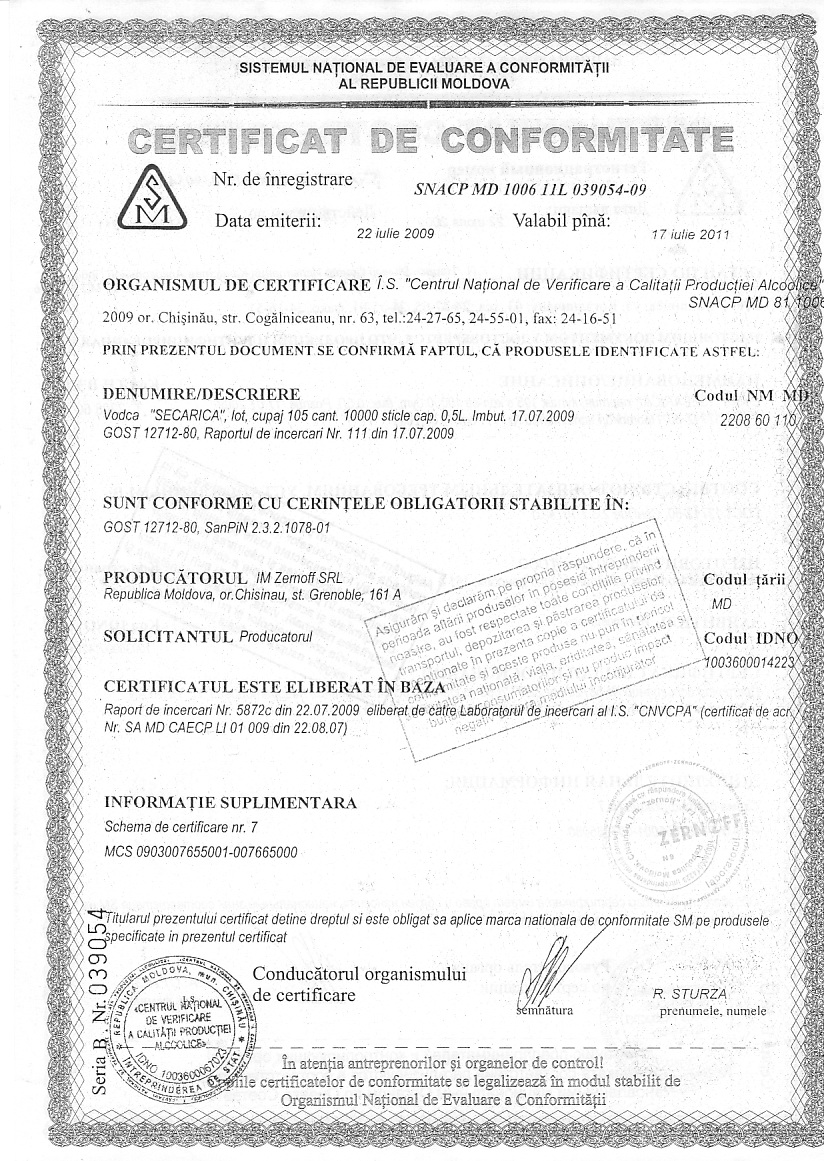 SISTEMUL NAȚIONAL DE EVALUARE A CONFORMITĂȚII
AL REPUBLICII MOLDOVA
CERTIFICAT DE CONFORMITATE
SM
Nr. de înregistrare
SNACP MD 1006 11L 039054-09
Data emiterii:
22 iulie 2009
Valabil pînă:
17 iulie 2011
ORGANISMUL DE CERTIFICARE Î.S. "Centrul Național de Verificare a Calitații Producției Alcoolice"
SNACP MD 81 1006
2009 or. Chișinău, str. Cogălniceanu, nr. 63, tel.:24-27-65, 24-55-01, fax: 24-16-51
PRIN PREZENTUL DOCUMENT SE CONFIRMĂ FAPTUL, CĂ PRODUSELE IDENTIFICATE ASTFEL:
DENUMIRE/DESCRIERE
Codul NM MD
Vodca "SECARICA", lot, cupaj 105 cant. 10000 sticle cap. 0,5L. Imbut. 17.07.2009
2208 60 110
GOST 12712-80, Raportul de incercari Nr. 111 din 17.07.2009
SUNT CONFORME CU CERINȚELE OBLIGATORII STABILITE ÎN:
GOST 12712-80, SanPiN 2.3.2.1078-01
PRODUCĂTORUL IM Zernoff SRL
Codul țării
Republica Moldova, or.Chisinau, st. Grenoble, 161 A
MD
SOLICITANTUL Producatorul
Codul IDNO
1003600014223
Asigurăm și declarăm pe propria răspundere, că în
perioada aflării produselor în posesia întreprinderii
noastre, au fost respectate toate condițiile privind
transportul, depozitarea și păstrarea produselor
menționate în prezenta copie a certificatului de
conformitate și aceste produse nu pun în pericol
securitatea națională, viața, ereditatea, sănătatea și
bunurile consumatorilor și nu produc impact
negativ asupra mediului înconjurător
CERTIFICATUL ESTE ELIBERAT ÎN BAZA
Raport de incercari Nr. 5872c din 22.07.2009 eliberat de catre Laboratorul de incercari al I.S. "CNVCPA" (certificat de acr.
Nr. SA MD CAECP LI 01 009 din 22.08.07)
INFORMAȚIE SUPLIMENTARA
Schema de certificare nr. 7
MCS 0903007655001-007665000
ZERNOFF
Titularul prezentului certificat detine dreptul si este obligat sa aplice marca nationala de conformitate SM pe produsele
specificate in prezentul certificat
Seria B Nr. 039054
Conducătorul organismului
de certificare
semnătura
R. STURZA
prenumele, numele
REPUBLICA MOLDOVA, mun. CHIȘINĂU
«CENTRUL NAȚIONAL
DE VERIFICARE
A CALITĂȚII PRODUCȚIEI
ALCOOLICE»
IDNO 1003600067023
ÎNTREPRINDEREA DE STAT
În atenția antreprenorilor și organelor de control!
iile certificatelor de conformitate se legalizează în modul stabilit de
Organismul Național de Evaluare a Conformității